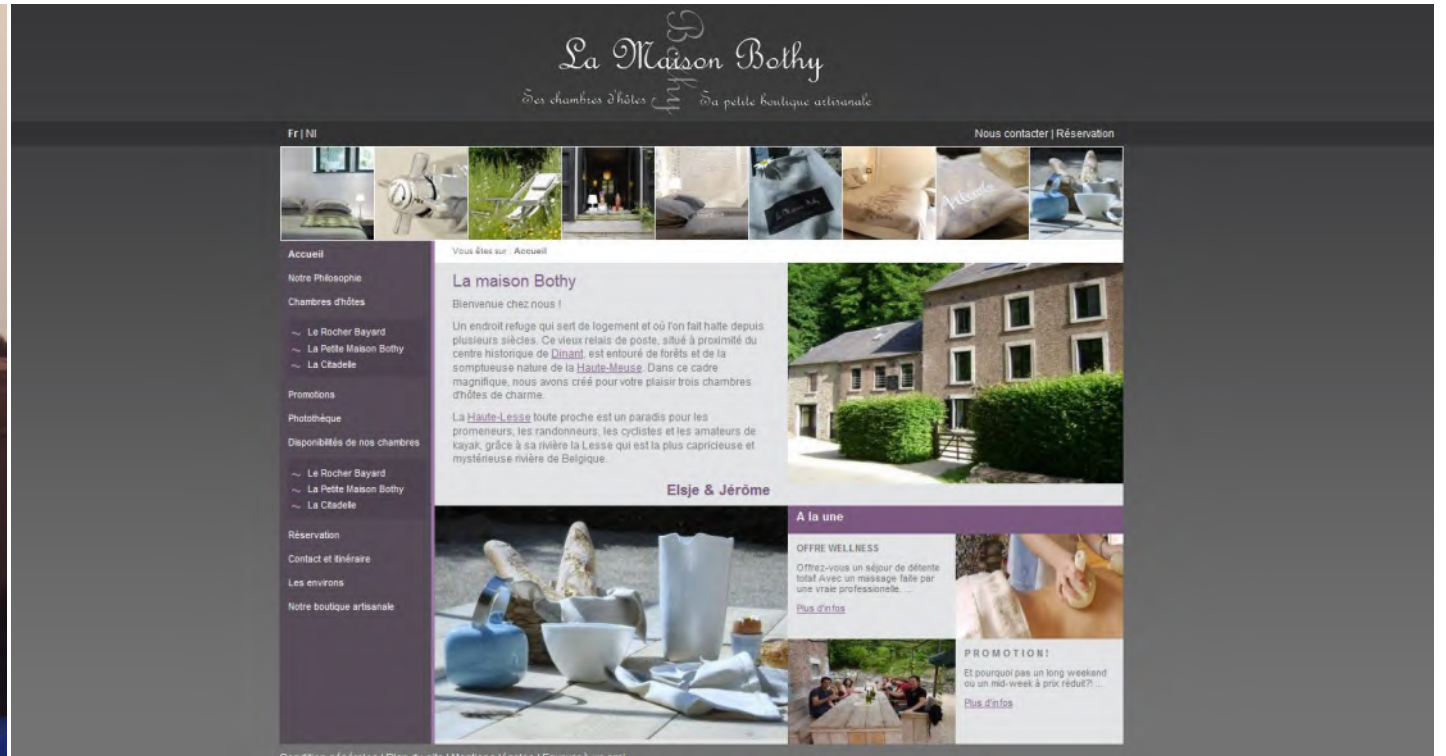 La Maison Bothy
Bothy
Ses chambres d'hôtes
Sa petite boutique artisanale
Fr | Nl
Nous contacter | Réservation
Accueil
Notre Philosophie
Chambres d'hôtes
Le Rocher Bayard
La Petite Maison Bothy
La Citadelle
Promotions
Photothèque
Disponibilités de nos chambres
Le Rocher Bayard
La Petite Maison Bothy
La Citadelle
Réservation
Contact et itinéraire
Les environs
Notre boutique artisanale
Vous êtes sur : Accueil
La maison Bothy
Bienvenue chez nous !
Un endroit refuge qui sert de logement et où l'on fait halte depuis
plusieurs siècles. Ce vieux relais de poste, situé à proximité du
centre historique de Dinant, est entouré de forêts et de la
somptueuse nature de la Haute-Meuse. Dans ce cadre
magnifique, nous avons créé pour votre plaisir trois chambres
d'hôtes de charme.
La Haute-Lesse toute proche est un paradis pour les
promeneurs, les randonneurs, les cyclistes et les amateurs de
kayak, grâce à sa rivière la Lesse qui est la plus capricieuse et
mystérieuse rivière de Belgique.
Elsje & Jérôme
A la une
OFFRE WELLNESS
Offrez-vous un séjour de détente
total! Avec un massage faite par
une vraie professionelle. ...
Plus d'infos
PROMOTION!
Et pourquoi pas un long weekend
ou un mid-week à prix réduit?! ...
Plus d'infos